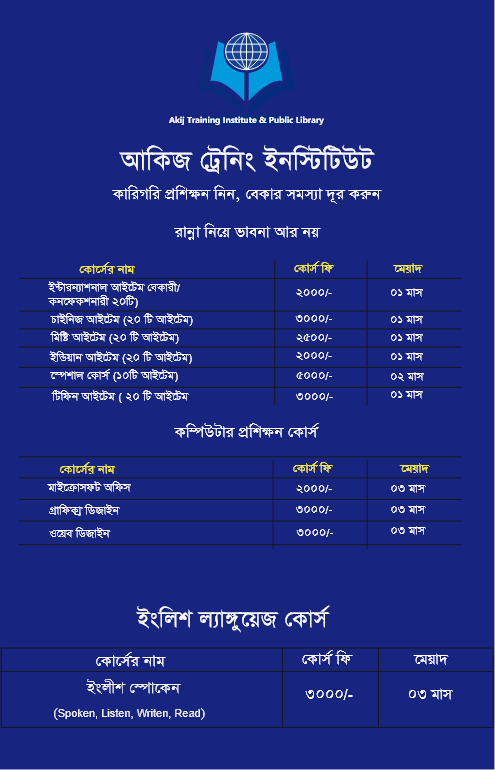 Akij Training Institute & Public Library
আকিজ ট্রেনিং ইনস্টিটিউট
কারিগরি প্রশিক্ষন নিন, বেকার সমস্যা দূর করুন
রান্না নিয়ে ভাবনা আর নয়
কোর্সের নাম কোর্স ফি মেয়াদ
ইন্টারন্যাশনাল আইটেম বেকারী/
কনফেকশনারী ২০টি) ২০০০/- ০১ মাস
চাইনিজ আইটেম (২০ টি আইটেম) ৩০০০/- ০১ মাস
মিষ্টি আইটেম (২০ টি আইটেম) ২৫০০/- ০১ মাস
ইন্ডিয়ান আইটেম (২০ টি আইটেম) ২০০০/- ০১ মাস
স্পেশাল কোর্স (১০টি আইটেম) ৫০০০/- ০২ মাস
টিফিন আইটেম ( ২০ টি আইটেম ৩০০০/- ০১ মাস
কম্পিউটার প্রশিক্ষন কোর্স
কোর্সের নাম কোর্স ফি মেয়াদ
মাইক্রোসফট অফিস ২০০০/- ০৩ মাস
গ্রাফিক্স ডিজাইন ৩০০০/- ০৩ মাস
ওয়েব ডিজাইন ৩০০০/- ০৩ মাস
ইংলিশ ল্যাঙ্গুয়েজ কোর্স
কোর্সের নাম কোর্স ফি মেয়াদ
ইংলীশ স্পোকেন ৩০০০/- ০৩ মাস
(Spoken, Listen, Writen, Read)